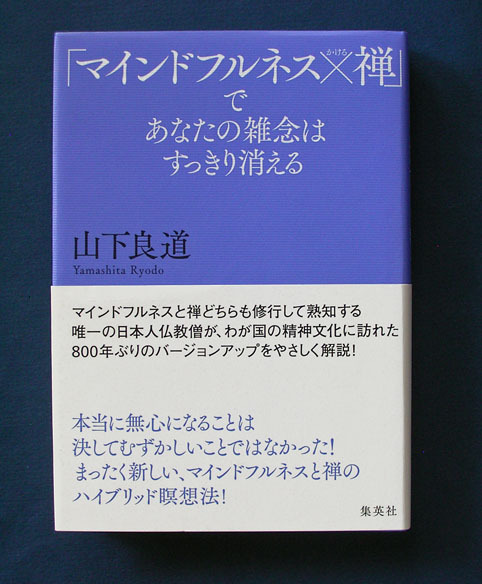 「マインドフルネス×禅」
かける
で
あなたの雑念は
すっきり消える
山下良道
Yamashita Ryodo
マインドフルネスと禅どちらも修行して熟知する
唯一の日本人仏教僧が、わが国の精神文化に訪れた
800年ぶりのバージョンアップをやさしく解説!
本当に無心になることは
決してむずかしいことではなかった!
まったく新しい、マインドフルネスと禅の
ハイブリッド瞑想法!
集英社